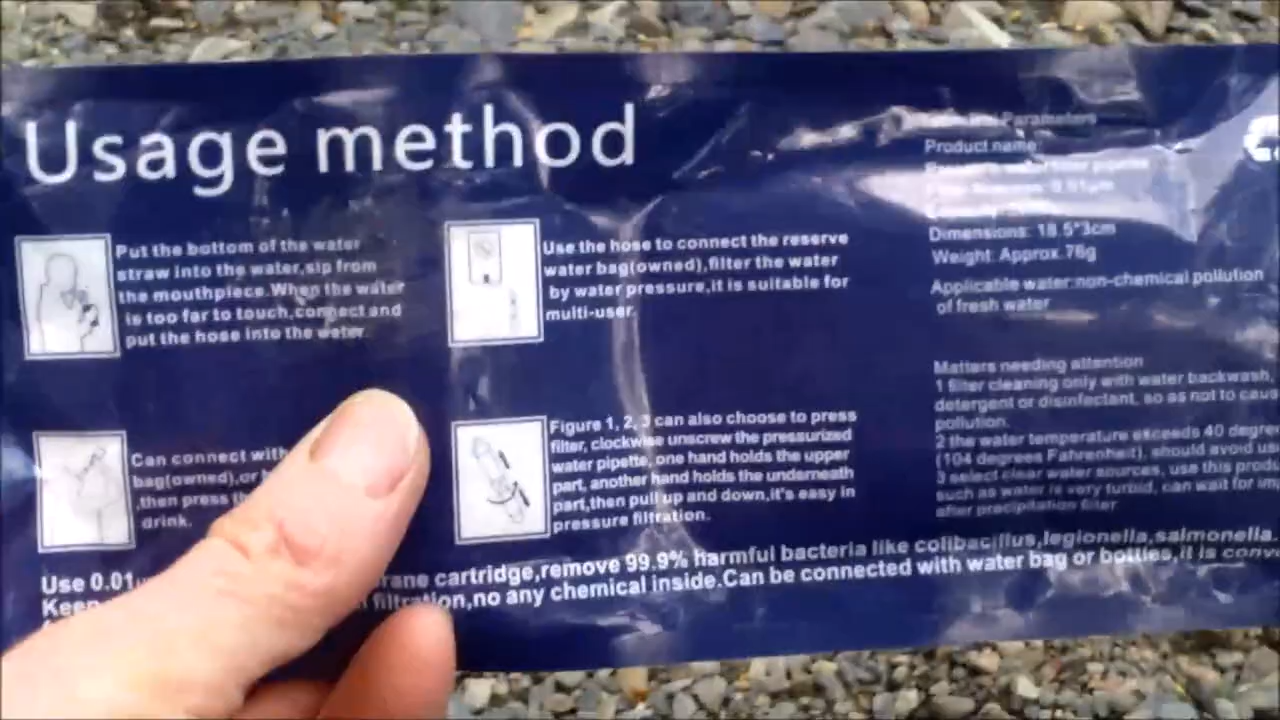 Usage method
Put the bottom of the water
straw into the water,sip from
the mouthpiece.When the water
is too far to touch,connect and
put the hose into the water.
Use the hose to connect the reserve
water bag(owned),filter the water
by water pressure,it is suitable for
multi-user.
Can connect with
bag(owned),or
,then press
drink.
Figure 1, 2, 3 can also choose to press
filter, clockwise unscrew the pressurized
water pipette, one hand holds the upper
part, another hand holds the underneath
part,then pull up and down,it's easy in
pressure filtration.
Parameters
Product name:
Dimensions: 18.5*3cm
Weight: Approx.76g
Applicable water:non-chemical pollution
of fresh water
Matters needing attention
1 filter cleaning only with water backwash,
detergent or disinfectant, so as not to
pollution.
2 the water temperature exceeds 40
(104 degrees Fahrenheit), should avoid
3 select clear water sources, use this
such as water is very turbid, can wait for
after precipitation filter
Use 0.01
cartridge,remove 99.9% harmful bacteria like colibacillus,legionella,salmonella.
filtration,no any chemical inside.Can be connected with water bag or bottles,it is